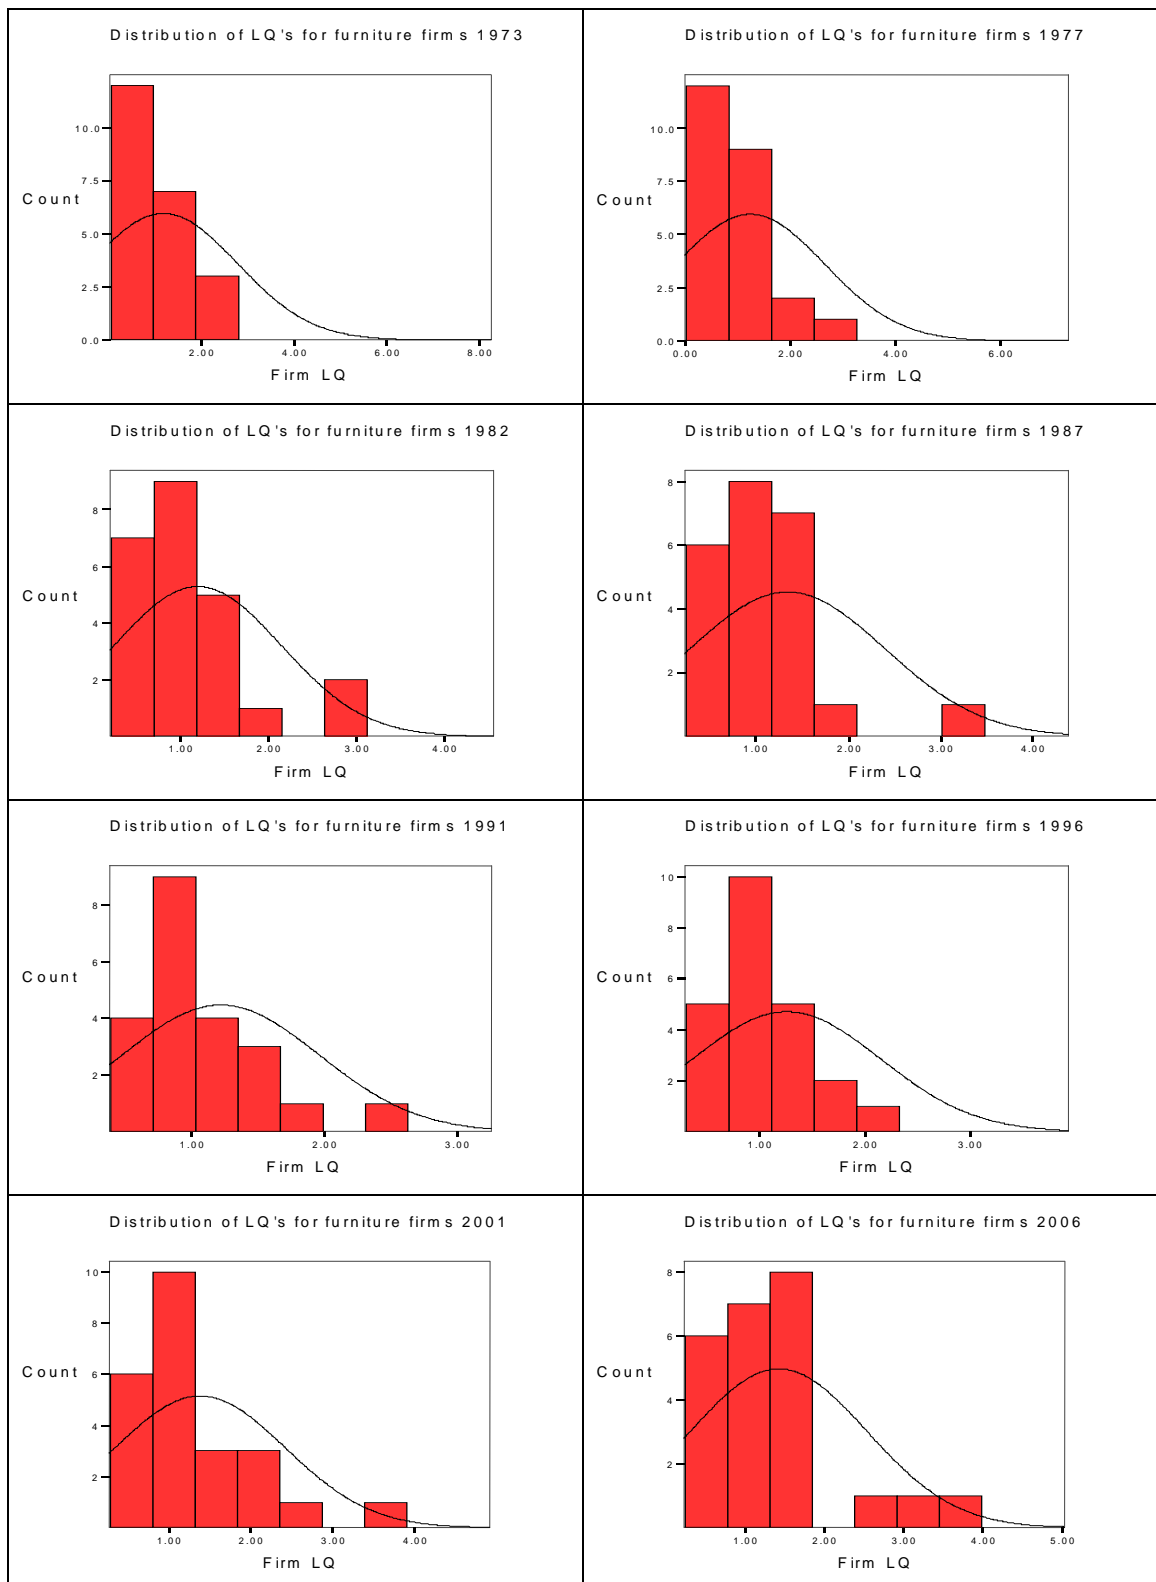 Distribution of LQ's for furniture firms 1973
10.0
7.5
Count
5.0
2.5
0.0
2.00 4.00 6.00 8.00
Firm LQ
Distribution of LQ's for furniture firms 1977
10.0
7.5
Count
5.0
2.5
0.0
0.00 2.00 4.00 6.00
Firm LQ
Distribution of LQ's for furniture firms 1982
8
6
Count
4
2
1.00 2.00 3.00 4.00
Firm LQ
Distribution of LQ's for furniture firms 1987
8
6
Count
4
2
1.00 2.00 3.00 4.00
Firm LQ
Distribution of LQ's for furniture firms 1991
8
6
Count
4
2
1.00 2.00 3.00
Firm LQ
Distribution of LQ's for furniture firms 1996
10
8
Count
6
4
2
1.00 2.00 3.00
Firm LQ
Distribution of LQ's for furniture firms 2001
10
8
Count
6
4
2
1.00 2.00 3.00 4.00
Firm LQ
Distribution of LQ's for furniture firms 2006
8
6
Count
4
2
1.00 2.00 3.00 4.00 5.00
Firm LQ